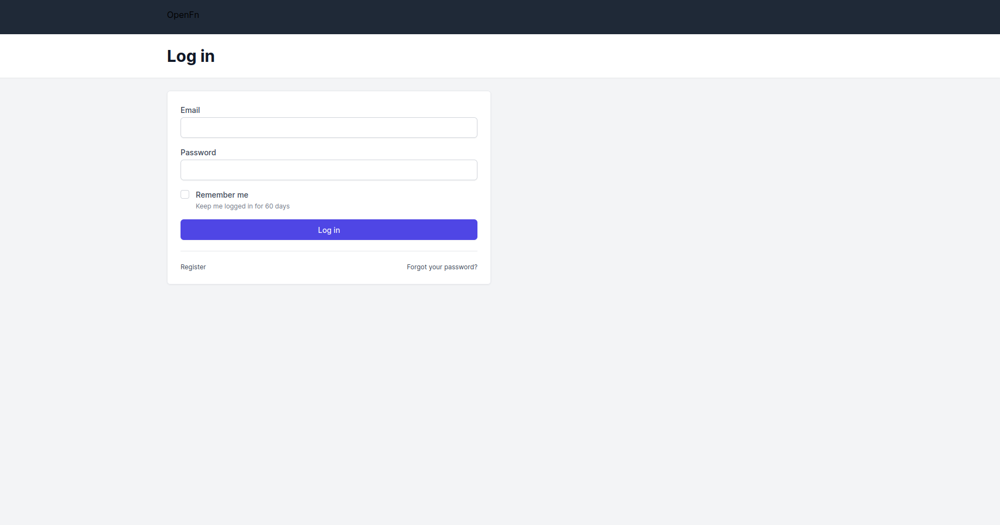 OpenFn
Log in
Email
Password
Remember me
Keep me logged in for 60 days
Log in
Register
Forgot your password?